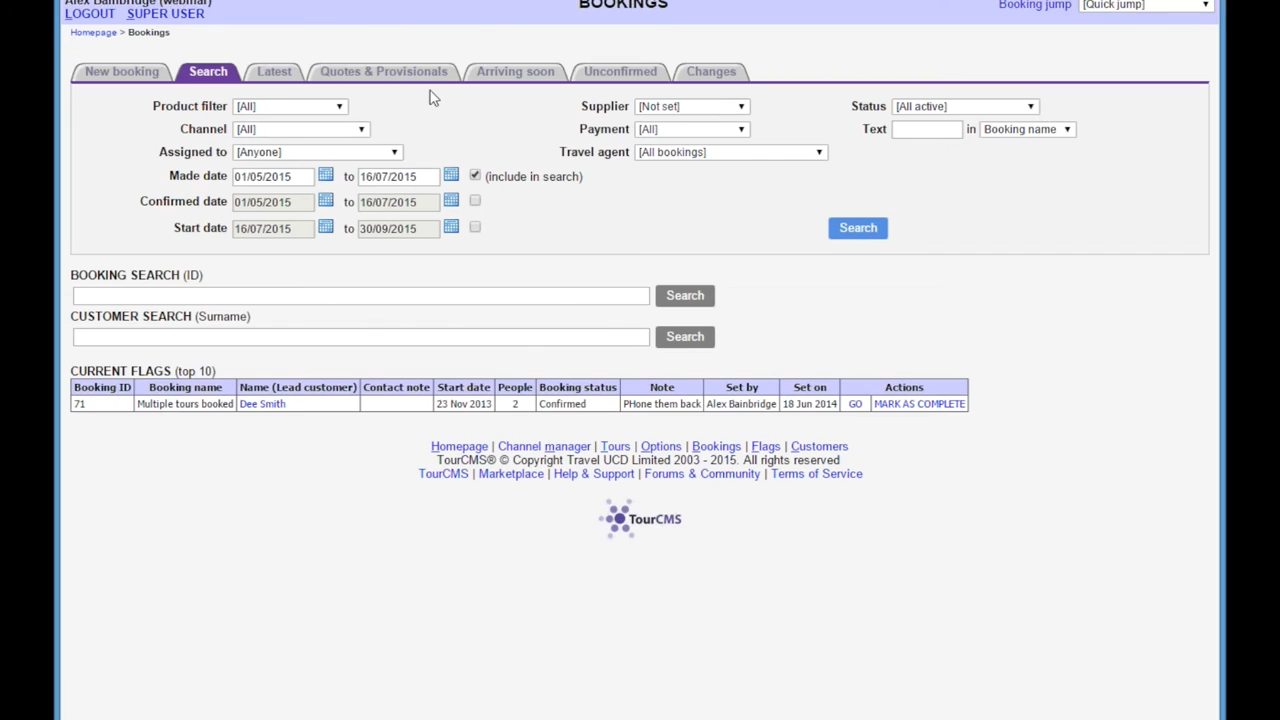 Alex Bainbridge (webinar)
LOGOUT SUPER USER
BOOKINGS
Booking jump [Quick jump]
Homepage > Bookings
New booking Search Latest Quotes & Provisionals Arriving soon Unconfirmed Changes
Product filter [All] Supplier [Not set] Status [All active]
Channel [All] Payment [All] Text in Booking name
Assigned to [Anyone] Travel agent [All bookings]
Made date 01/05/2015 to 16/07/2015 (include in search)
Confirmed date 01/05/2015 to 16/07/2015
Start date 16/07/2015 to 30/09/2015 Search
BOOKING SEARCH (ID)
Search
CUSTOMER SEARCH (Surname)
Search
CURRENT FLAGS (top 10)
Booking ID Booking name Name (Lead customer) Contact note Start date People Booking status Note Set by Set on Actions
71 Multiple tours booked Dee Smith 23 Nov 2013 2 Confirmed PHone them back Alex Bainbridge 18 Jun 2014 GO MARK AS COMPLETE
Homepage | Channel manager | Tours | Options | Bookings | Flags | Customers
TourCMS® © Copyright Travel UCD Limited 2003 - 2015. All rights reserved
TourCMS | Marketplace | Help & Support | Forums & Community | Terms of Service
TourCMS